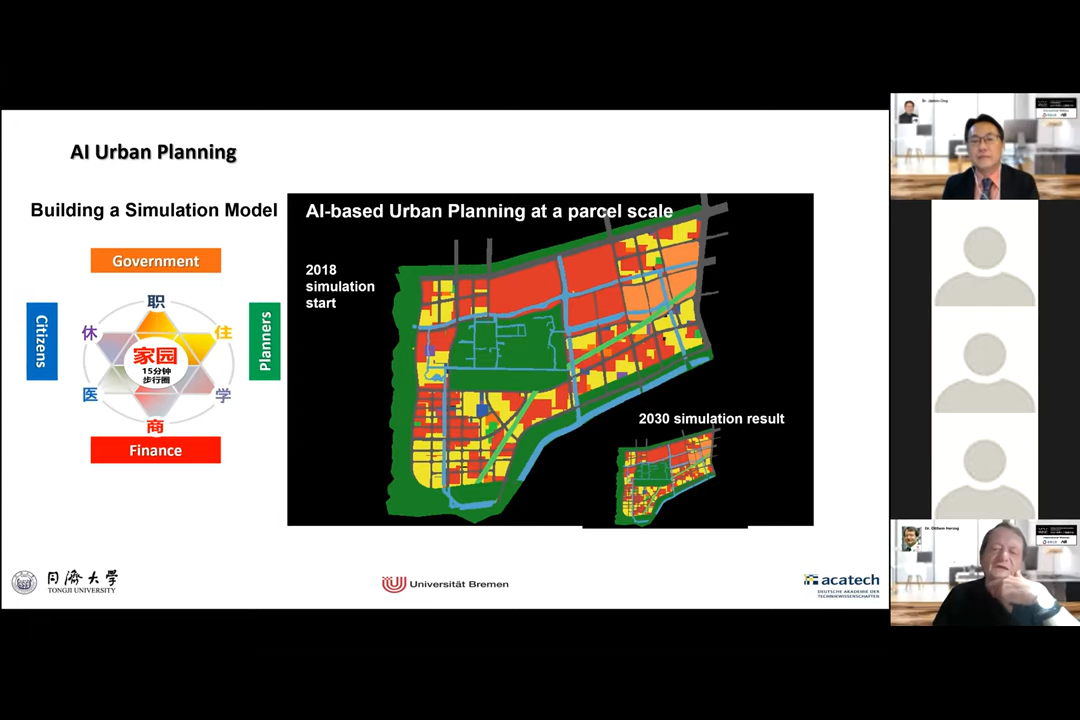 AI Urban Planning
Building a Simulation Model
Government
Citizens
Planners
职
休
住
家园
15分钟
步行圈
医
学
商
Finance
AI-based Urban Planning at a parcel scale
2018
simulation
start
2030 simulation result
同濟大學
TONGJI UNIVERSITY
Universität Bremen
acatech
DEUTSCHE AKADEMIE DER
TECHNIKWISSENSCHAFTEN